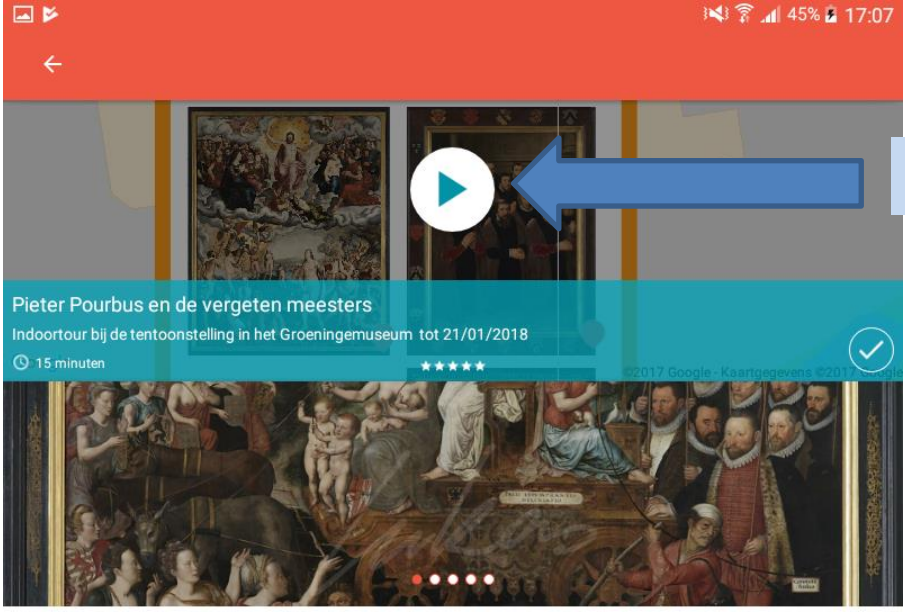 45% 17:07
Pieter Pourbus en de vergeten meesters
Indoortour bij de tentoonstelling in het Groeningemuseum tot 21/01/2018
15 minuten
©2017 Google - Kaartgegevens ©2017 Google